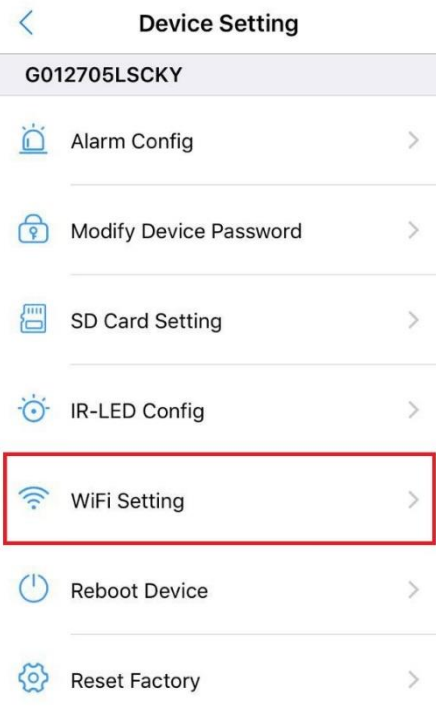 Device Setting
G012705LSCKY
Alarm Config
Modify Device Password
SD Card Setting
IR-LED Config
WiFi Setting
Reboot Device
Reset Factory